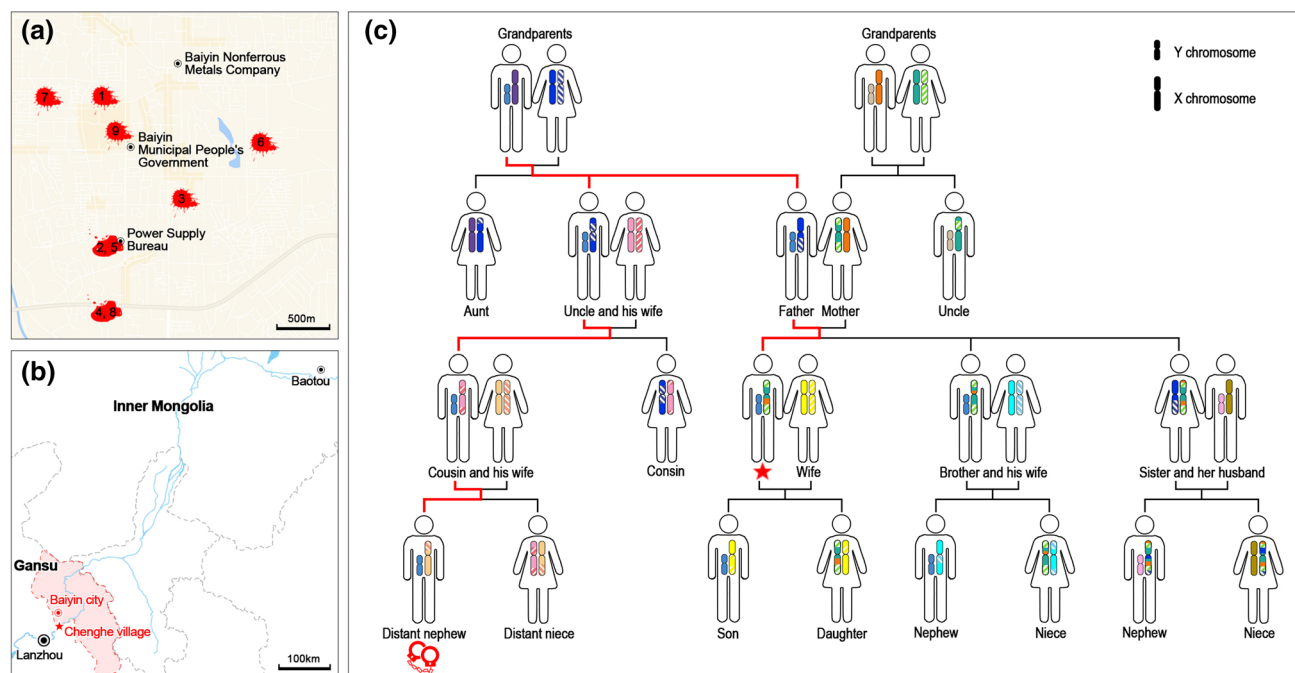 (a)
Baiyin Nonferrous
Metals Company
7
1
9
Baiyin
Municipal People's
Government
6
3
2, 5
Power Supply
Bureau
4, 8
500m
(b)
Baotou
Inner Mongolia
Gansu
Baiyin city
Chenghe village
Lanzhou
100km
(c)
Grandparents
Grandparents
Y chromosome
X chromosome
Aunt
Uncle and his wife
Father
Mother
Uncle
Cousin and his wife
Consin
Wife
Brother and his wife
Sister and her husband
Distant nephew
Distant niece
Son
Daughter
Nephew
Niece
Nephew
Niece